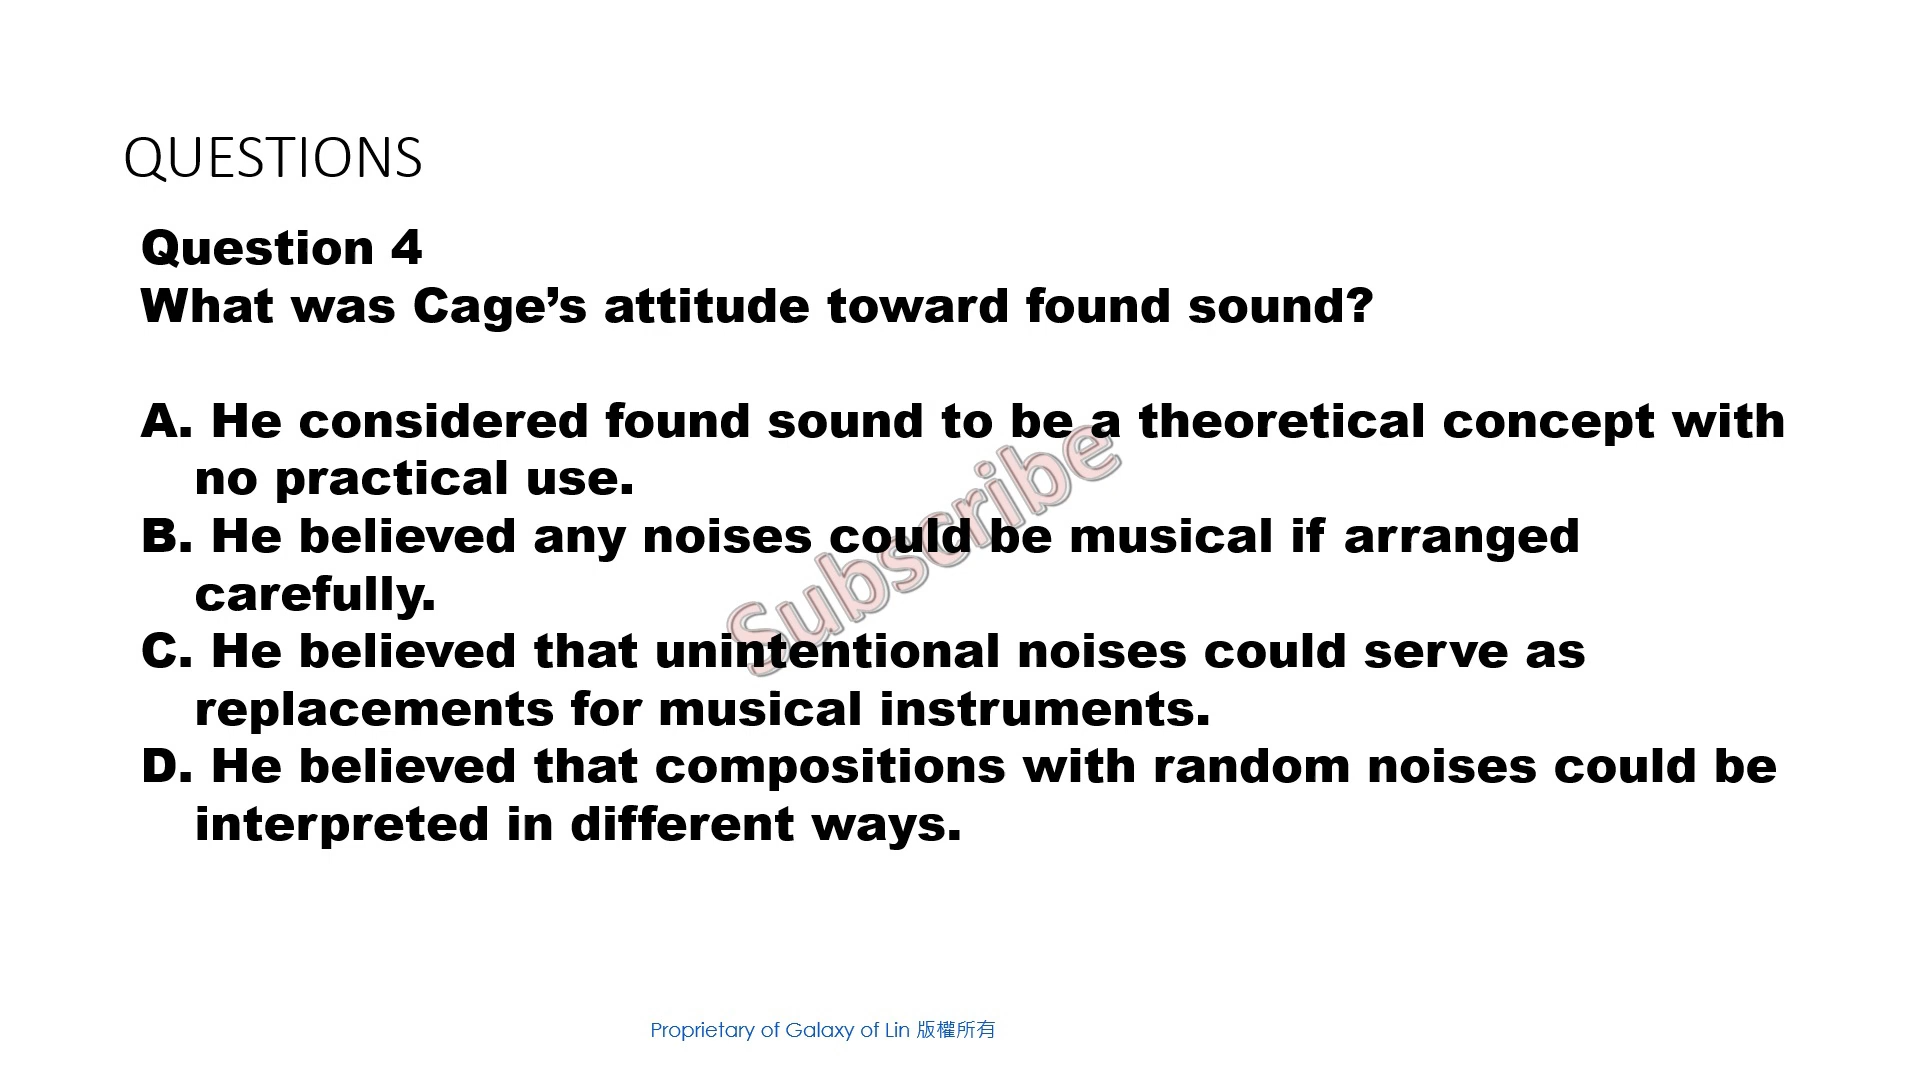 QUESTIONS
Question 4
What was Cage’s attitude toward found sound?
A. He considered found sound to be a theoretical concept with
no practical use.
B. He believed any noises could be musical if arranged
carefully.
C. He believed that unintentional noises could serve as
replacements for musical instruments.
D. He believed that compositions with random noises could be
interpreted in different ways.
Subscribe
Proprietary of Galaxy of Lin 版權所有